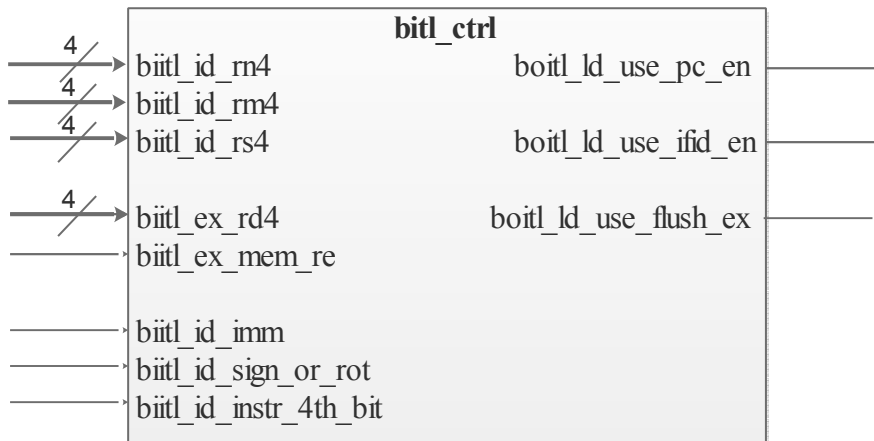 bitl_ctrl
4
biitl_id_rn4
boitl_ld_use_pc_en
4
biitl_id_rm4
4
biitl_id_rs4
boitl_ld_use_ifid_en
4
biitl_ex_rd4
boitl_ld_use_flush_ex
biitl_ex_mem_re
biitl_id_imm
biitl_id_sign_or_rot
biitl_id_instr_4th_bit